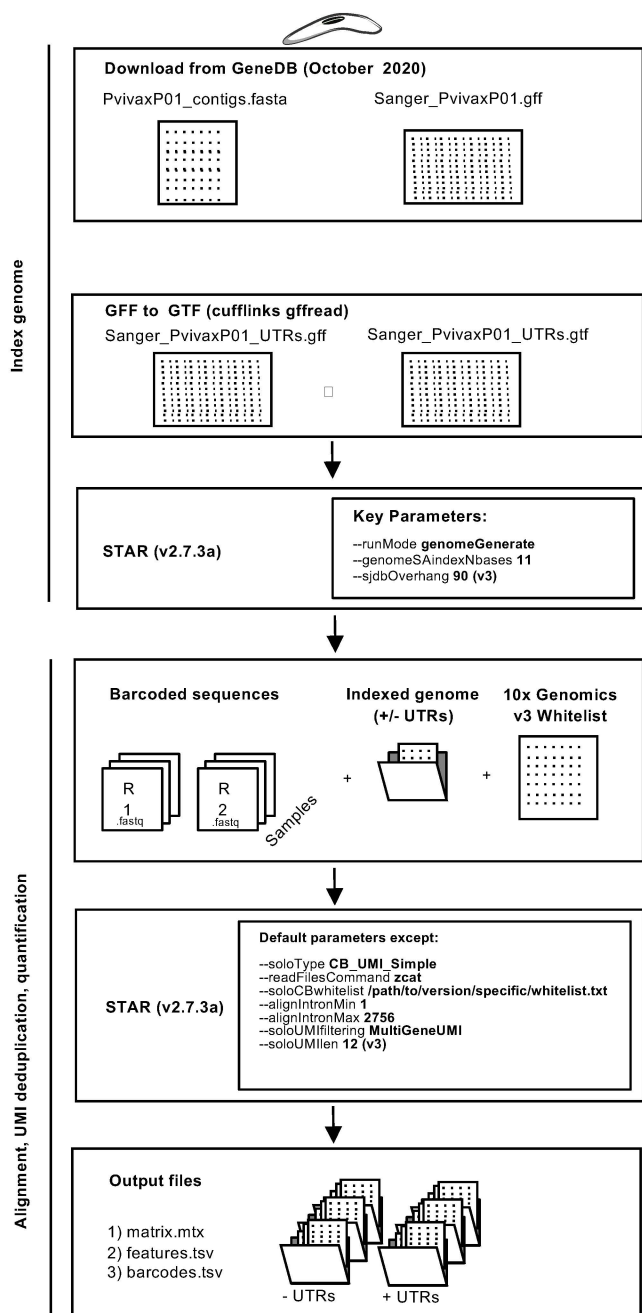 Download from GeneDB (October 2020)
PvivaxP01_contigs.fasta
Sanger_PvivaxP01.gff
Index genome
GFF to GTF (cufflinks gffread)
Sanger_PvivaxP01_UTRs.gff
Sanger_PvivaxP01_UTRs.gtf
STAR (v2.7.3a)
Key Parameters:
--runMode genomeGenerate
--genomeSAindexNbases 11
--sjdbOverhang 90 (v3)
Alignment, UMI deduplication, quantification
Barcoded sequences
R
1
.fastq
R
2
.fastq
Samples
+
Indexed genome
(+/- UTRs)
+
10x Genomics
v3 Whitelist
STAR (v2.7.3a)
Default parameters except:
--soloType CB_UMI_Simple
--readFilesCommand zcat
--soloCBwhitelist /path/to/version/specific/whitelist.txt
--alignIntronMin 1
--alignIntronMax 2756
--soloUMIfiltering MultiGeneUMI
--soloUMIlen 12 (v3)
Output files
1) matrix.mtx
2) features.tsv
3) barcodes.tsv
- UTRs
+ UTRs